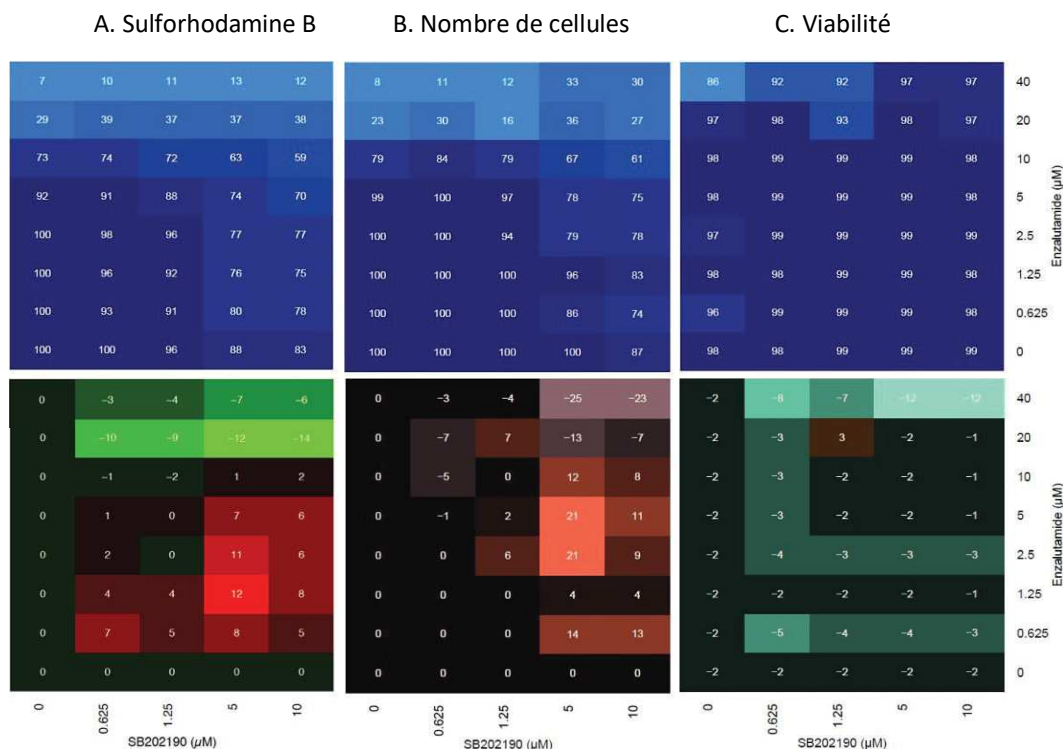 A. Sulforhodamine B B. Nombre de cellules C. Viabilité
7 10 11 13 12 8 11 12 33 30 86 92 92 97 97 40
29 39 37 37 38 23 30 16 36 27 97 98 93 98 97 20
73 74 72 63 59 79 84 79 67 61 98 99 99 99 98 10
92 91 88 74 70 99 100 97 78 75 98 99 99 99 98 5
100 98 96 77 77 100 100 94 79 78 97 99 99 99 99 2.5
100 96 92 76 75 100 100 100 96 83 98 98 99 99 98 1.25
100 93 91 80 78 100 100 100 86 74 96 99 99 99 98 0.625
100 100 96 88 83 100 100 100 100 87 98 98 99 99 99 0
Enzalutamide (µM)
0 −3 −4 −7 −6 0 −3 −4 −25 −23 −2 −8 −7 −12 −12 40
0 −10 −9 −12 −14 0 −7 7 −13 −7 −2 −3 3 −2 −1 20
0 −1 −2 1 2 0 −5 0 12 8 −2 −3 −2 −2 −1 10
0 1 0 7 6 0 −1 2 21 11 −2 −3 −2 −2 −1 5
0 2 0 11 6 0 0 6 21 9 −2 −4 −3 −3 −3 2.5
0 4 4 12 8 0 0 0 4 4 −2 −2 −2 −2 −1 1.25
0 7 5 8 5 0 0 0 14 13 −2 −5 −4 −4 −3 0.625
0 0 0 0 0 0 0 0 0 0 −2 −2 −2 −2 −2 0
Enzalutamide (µM)
0 0.625 1.25 5 10 0 0.625 1.25 5 10 0 0.625 1.25 5 10
SB202190 (µM) SB202190 (µM) SB202190 (µM)